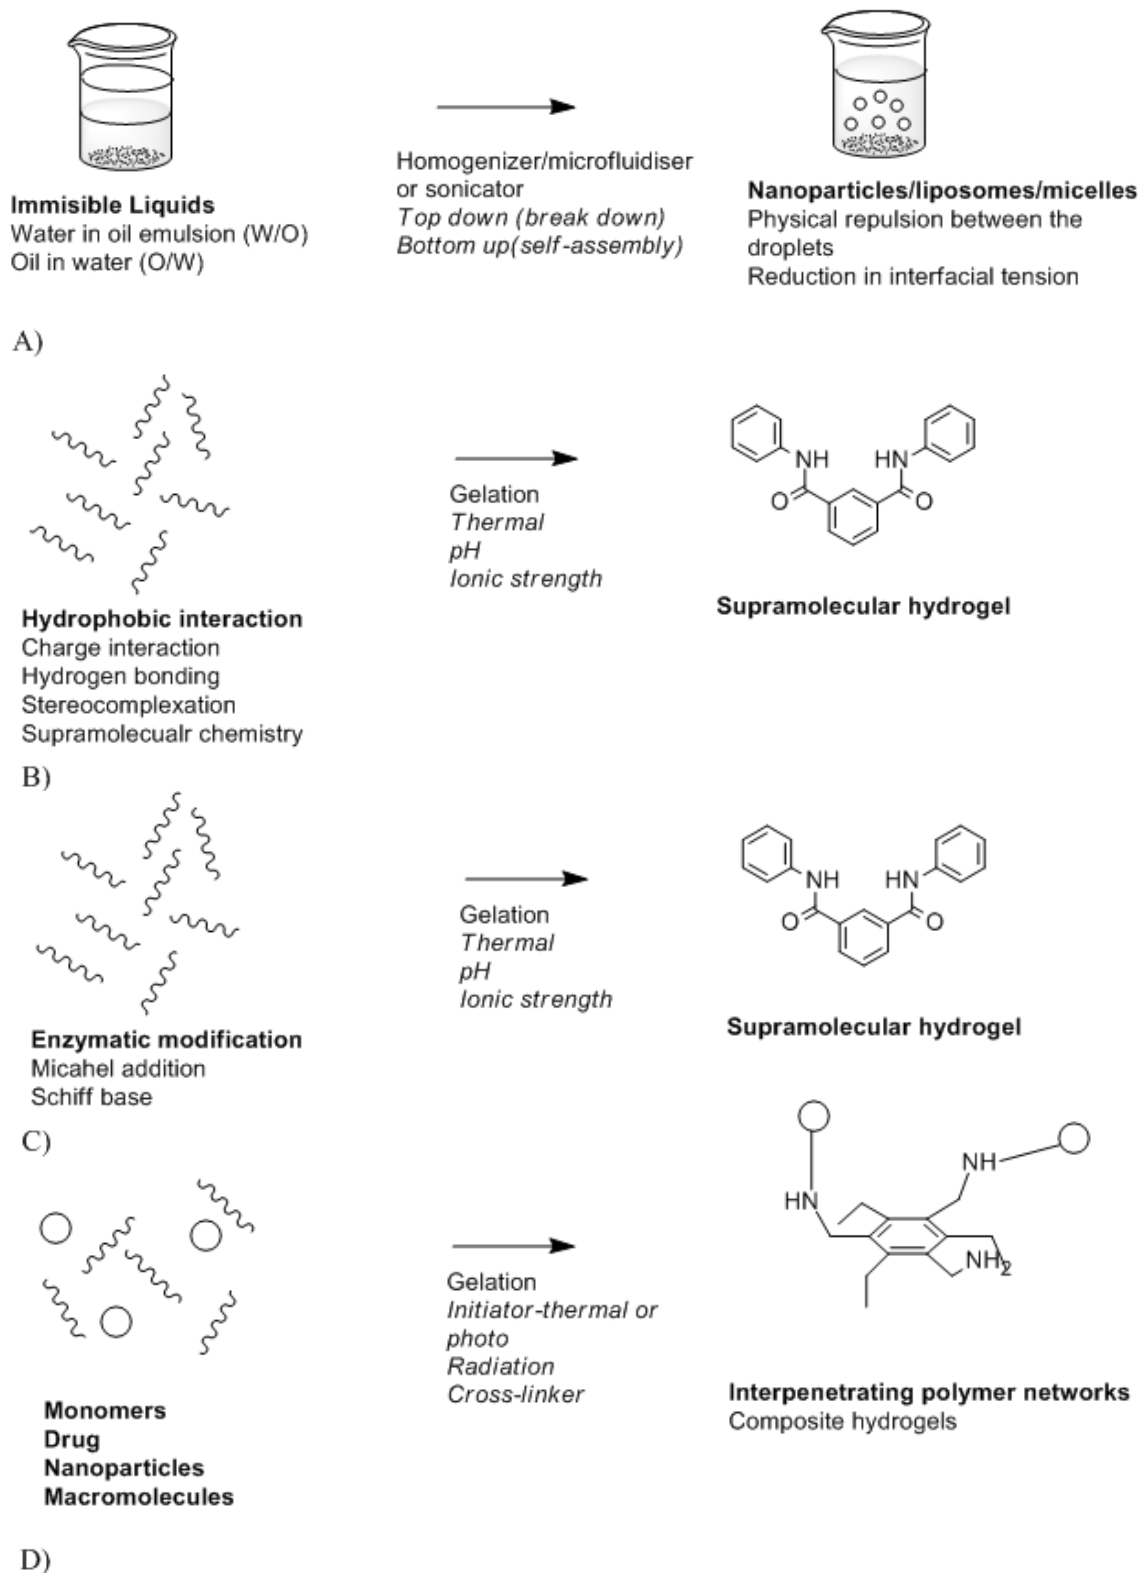 Immisible Liquids
Water in oil emulsion (W/O)
Oil in water (O/W)
Homogenizer/microfluidiser
or sonicator
Top down (break down)
Bottom up(self-assembly)
Nanoparticles/liposomes/micelles
Physical repulsion between the
droplets
Reduction in interfacial tension
A)
Hydrophobic interaction
Charge interaction
Hydrogen bonding
Stereocomplexation
Supramolecualr chemistry
Gelation
Thermal
pH
Ionic strength
NH HN
O O
Supramolecular hydrogel
B)
Enzymatic modification
Micahel addition
Schiff base
Gelation
Thermal
pH
Ionic strength
NH HN
O O
Supramolecular hydrogel
C)
Monomers
Drug
Nanoparticles
Macromolecules
Gelation
Initiator-thermal or
photo
Radiation
Cross-linker
NH
HN
NH2
Interpenetrating polymer networks
Composite hydrogels
D)